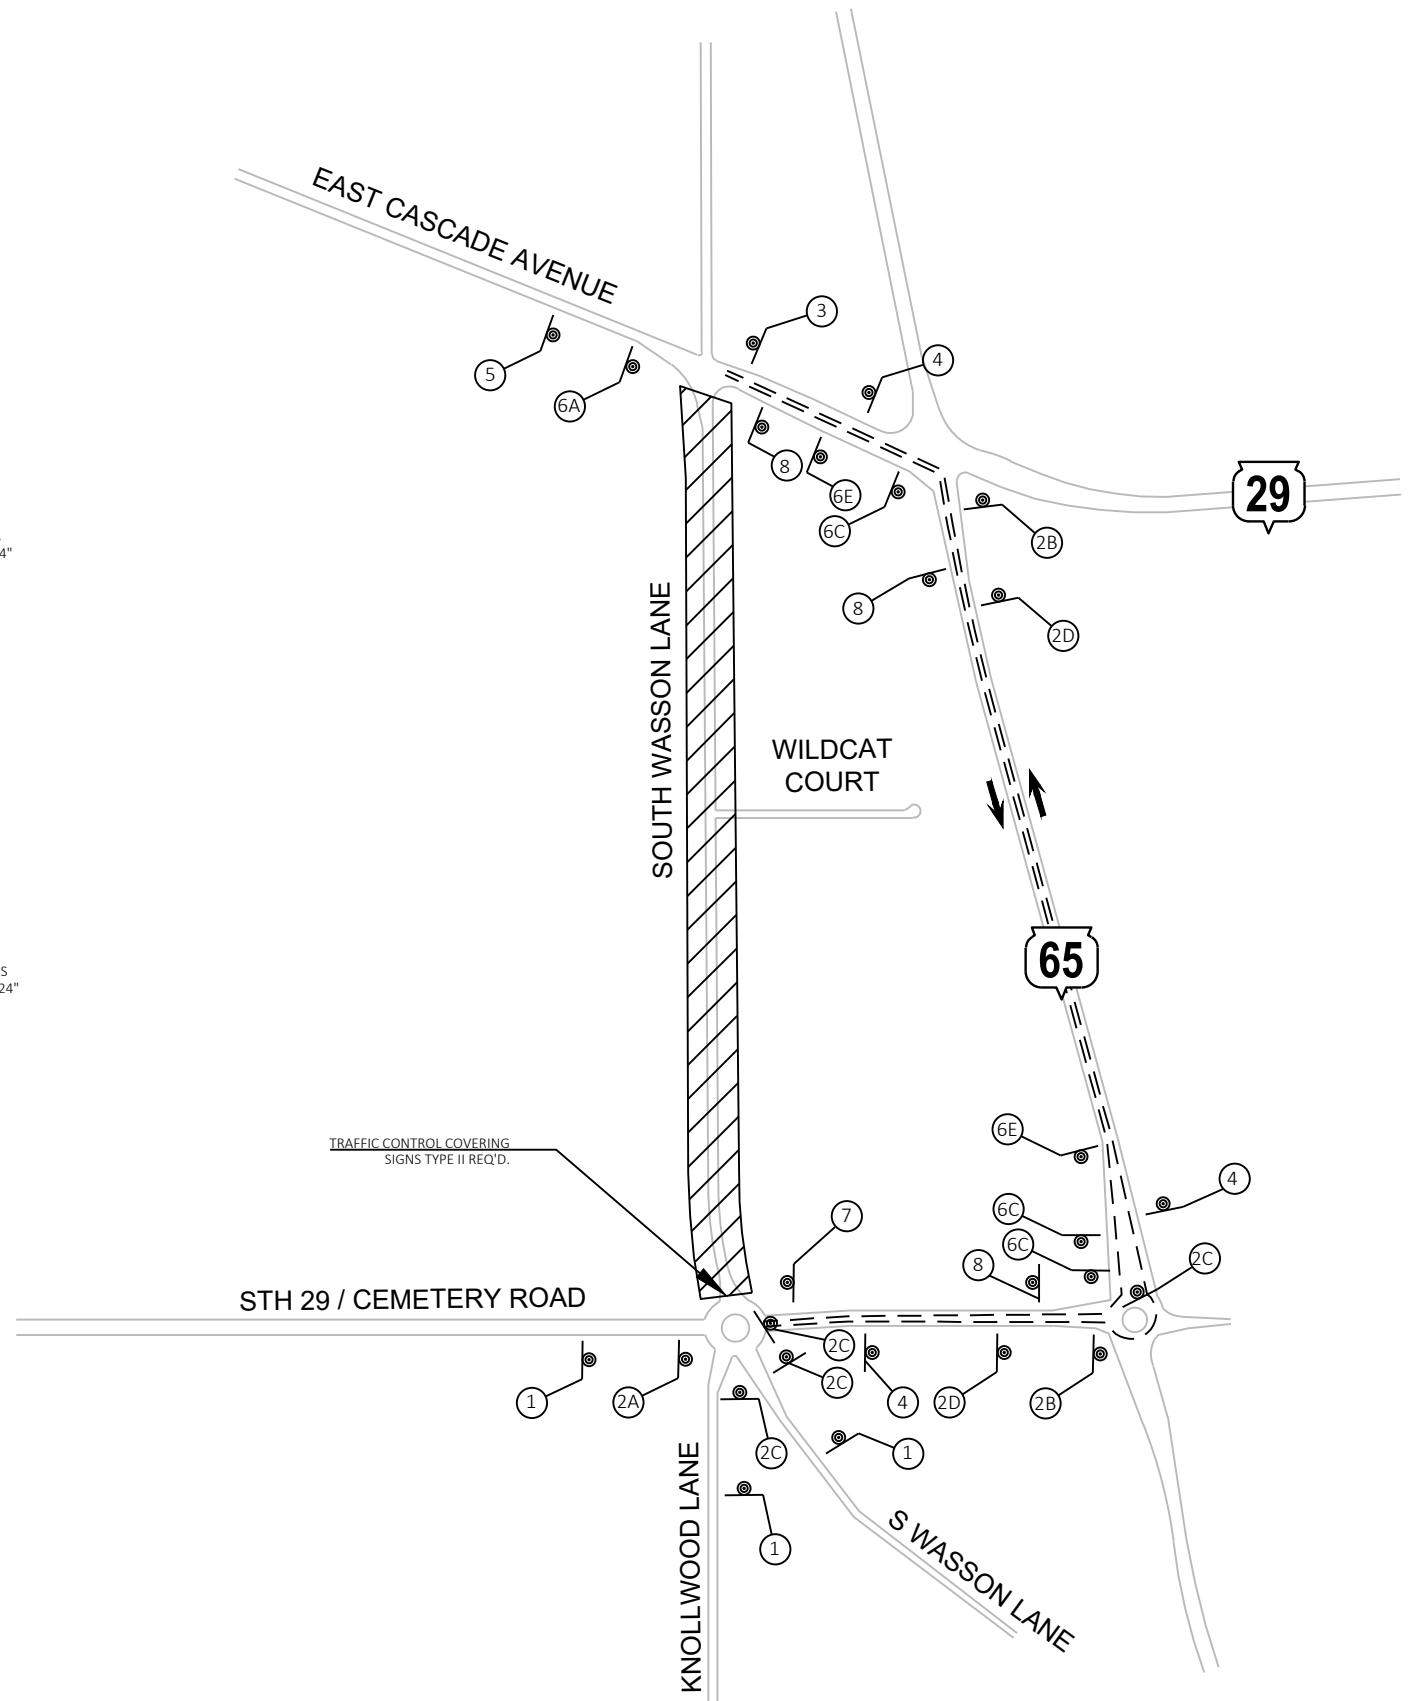 EAST CASCADE AVENUE
3
4
5
6A
8
6E
6C
29
2B
4"
8
2D
SOUTH WASSON LANE
WILDCAT
COURT
65
S
24"
6E
TRAFFIC CONTROL COVERING
SIGNS TYPE II REQ'D.
4
6C
7
6C
8
2C
STH 29 / CEMETERY ROAD
2C
2C
1
2A
4
2D
2B
2C
1
KNOLLWOOD LANE
1
S WASSON LANE